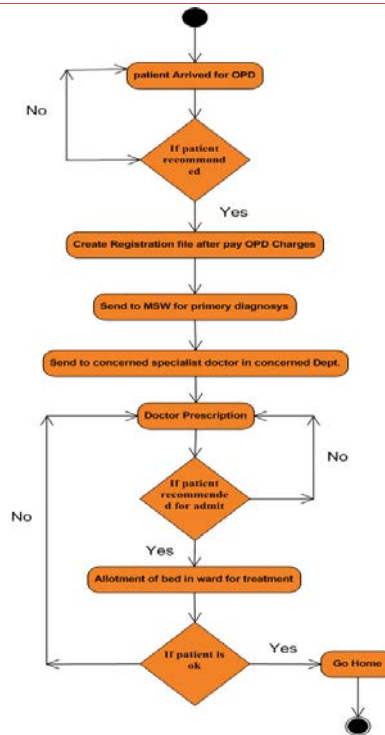 patient Arrived for OPD
No
If patient
recommond
ed
Yes
Create Registration file after pay OPD Charges
Send to MSW for primery diagnosys
Send to concerned specialist doctor in concerned Dept.
Doctor Prescription
No
If patient
recommende
d for admit
No
Yes
Allotment of bed in ward for treatment
If patient is
ok
Yes
Go Home